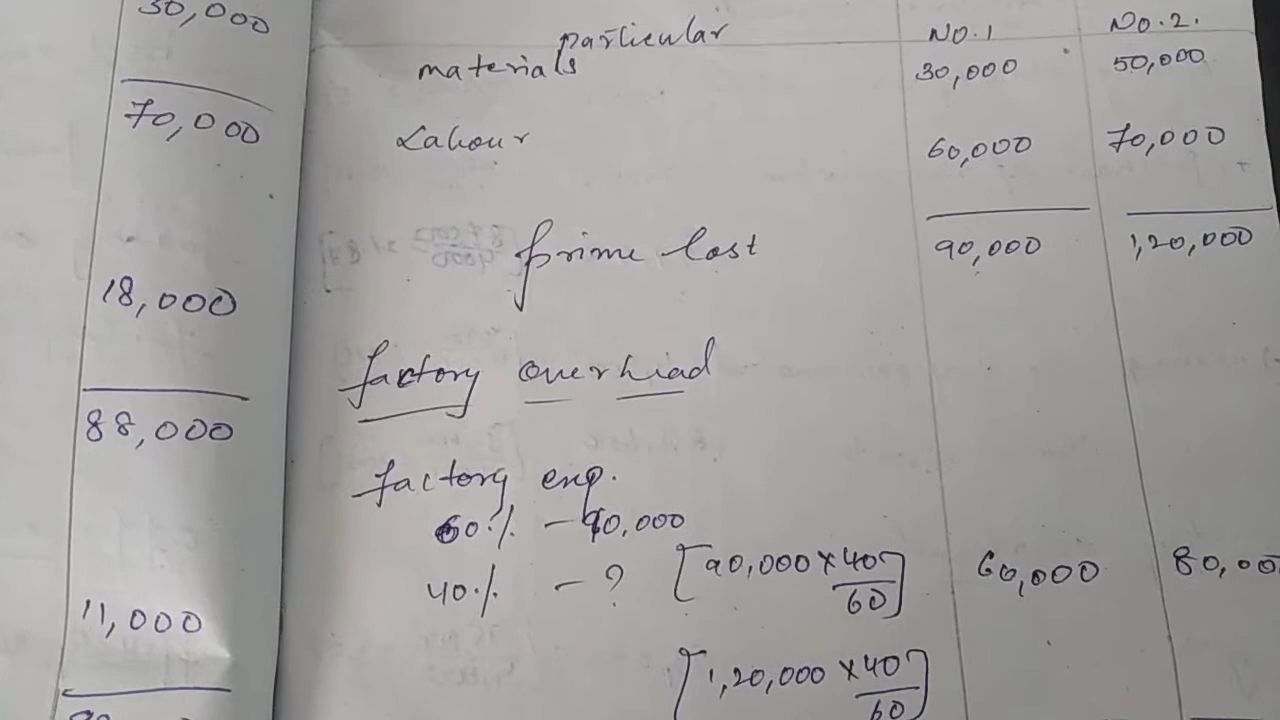 30,000
70,000
18,000
88,000
11,000
particular No.1 No.2.
materials 30,000 50,000
Labour 60,000 70,000
prime cost 90,000 1,20,000
factory overhead
factory exp.
60% - 90,000
40% - ? [90,000 x 40 60,000 80,00
60]
[1,20,000 x 40
60]